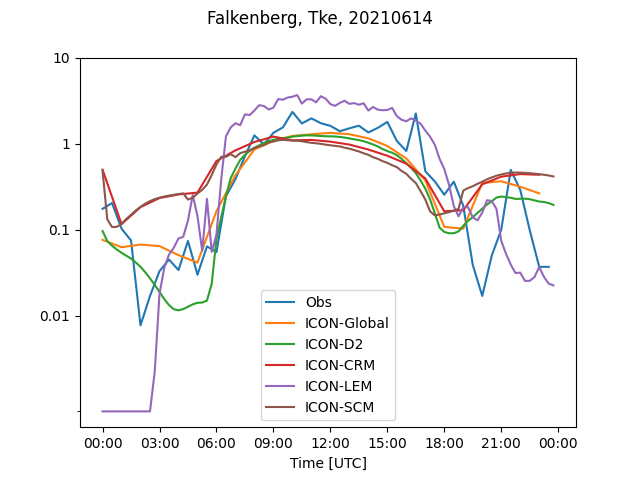 Falkenberg, Tke, 20210614
10
1
0.1
0.01
Obs
ICON-Global
ICON-D2
ICON-CRM
ICON-LEM
ICON-SCM
00:00 03:00 06:00 09:00 12:00 15:00 18:00 21:00 00:00
Time [UTC]